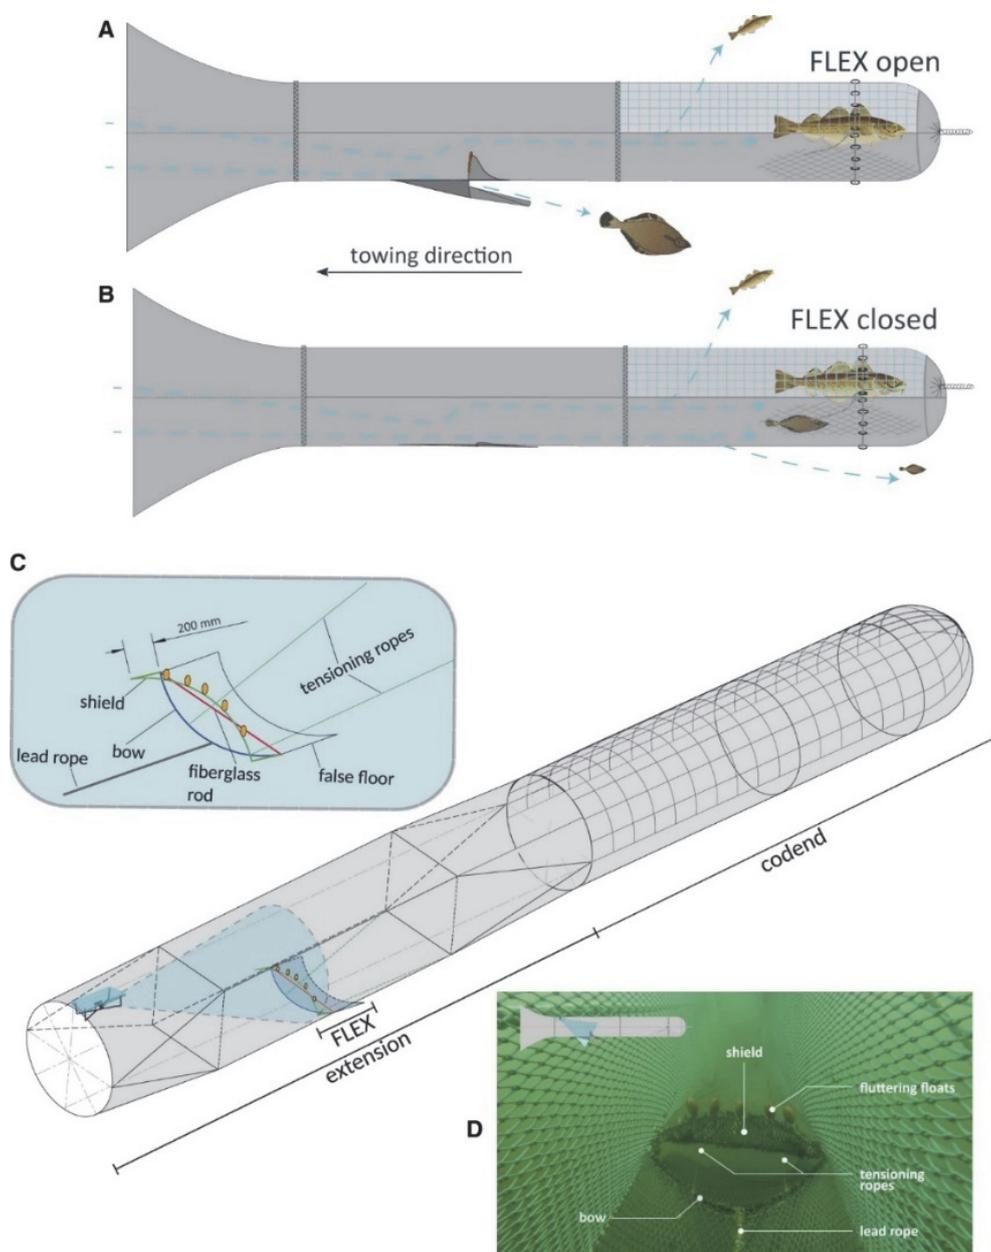 A
FLEX open
towing direction
B
FLEX closed
C
200 mm
tensioning ropes
shield
bow
lead rope
fiberglass
rod
false floor
codend
FLEX
extension
D
shield
fluttering floats
tensioning
ropes
bow
lead rope